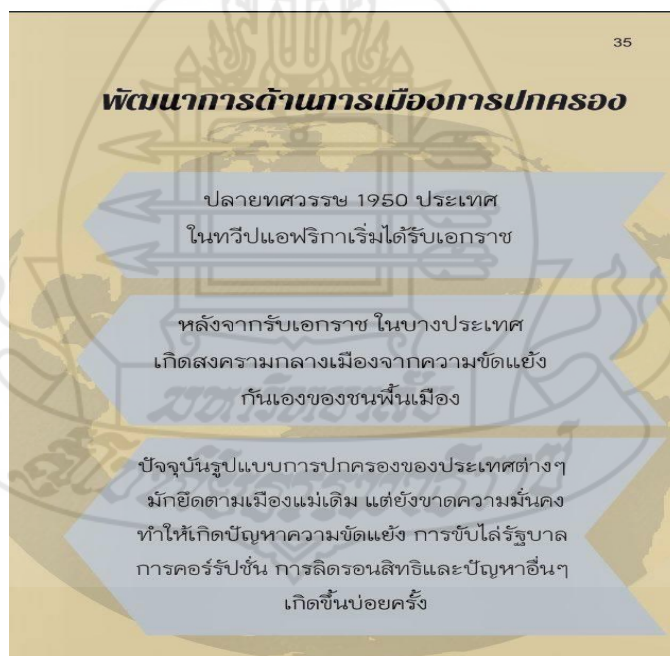 35
พัฒนาการด้านการเมืองการปกครอง
ปลายทศวรรษ 1950 ประเทศ
ในทวีปแอฟริกาเริ่มได้รับเอกราช
หลังจากรับเอกราช ในบางประเทศ
เกิดสงครามกลางเมืองจากความขัดแย้ง
กันเองของชนพื้นเมือง
ปัจจุบันรูปแบบการปกครองของประเทศต่างๆ
มักยึดตามเมืองแม่เดิม แต่ยังขาดความมั่นคง
ทำให้เกิดปัญหาความขัดแย้ง การขับไล่รัฐบาล
การคอร์รัปชั่น การลิดรอนสิทธิและปัญหาอื่นๆ
เกิดขึ้นบ่อยครั้ง